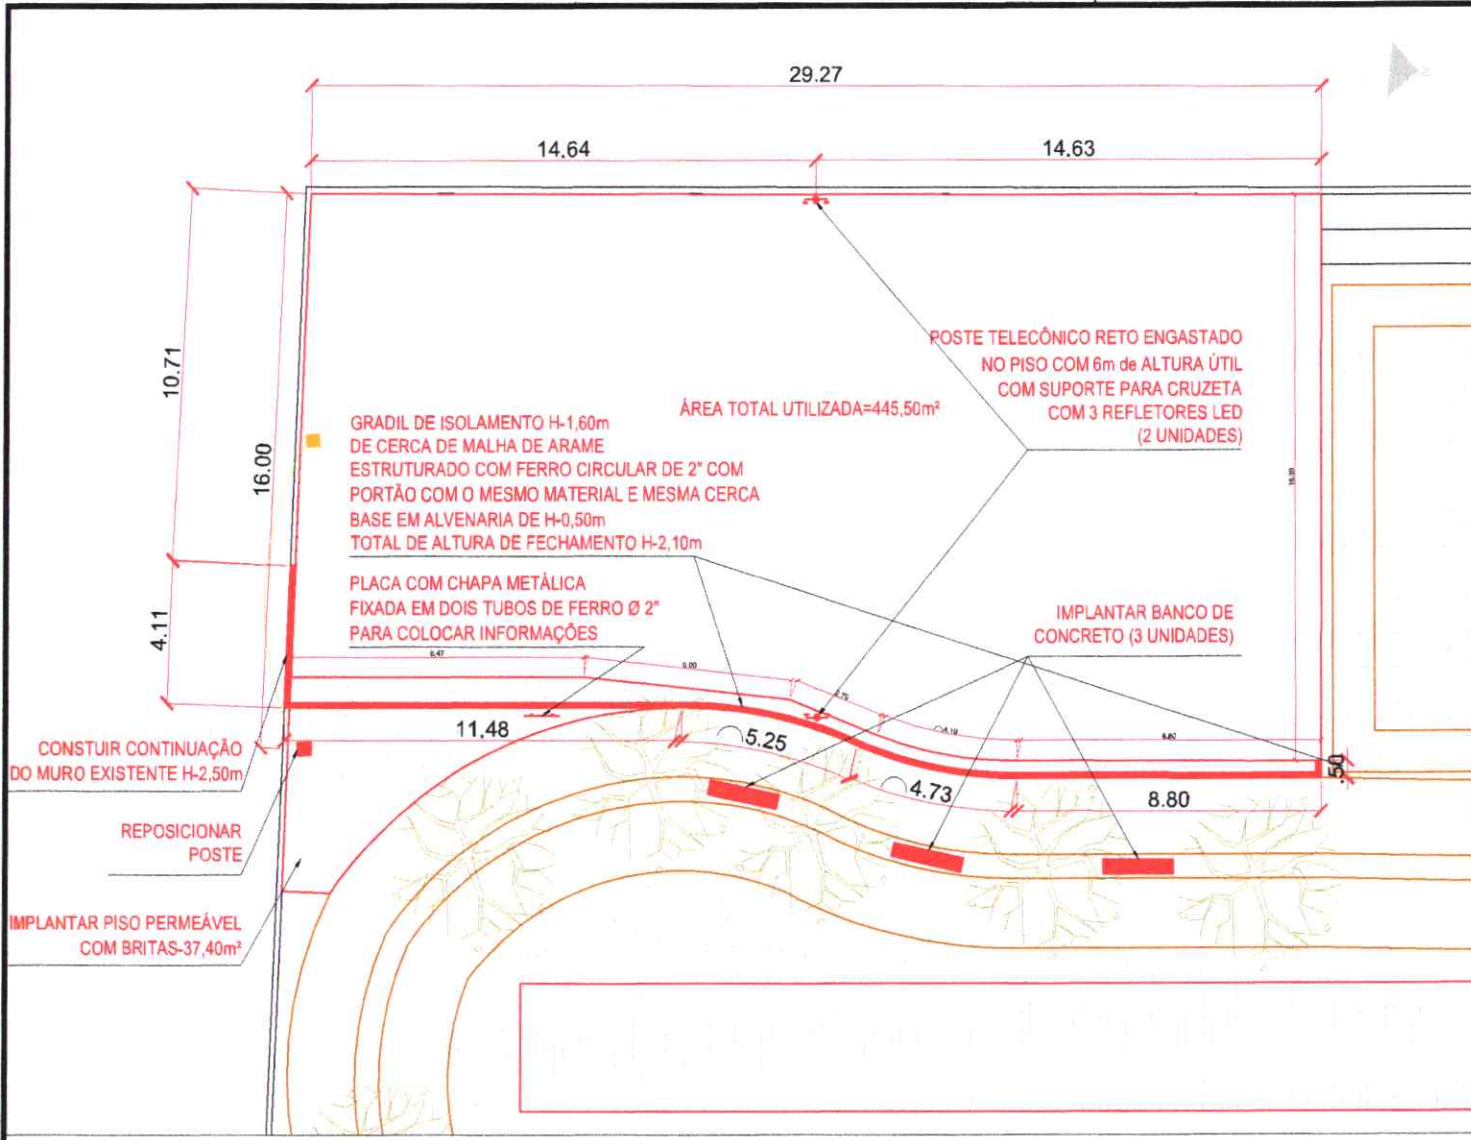 29.27
14.64
14.63
10.71
16.00
4.11
POSTE TELECÔNICO RETO ENGASTADO
NO PISO COM 6m de ALTURA ÚTIL
COM SUPORTE PARA CRUZETA
COM 3 REFLETORES LED
(2 UNIDADES)
ÁREA TOTAL UTILIZADA=445,50m²
GRADIL DE ISOLAMENTO H-1,60m
DE CERCA DE MALHA DE ARAME
ESTRUTURADO COM FERRO CIRCULAR DE 2" COM
PORTÃO COM O MESMO MATERIAL E MESMA CERCA
BASE EM ALVENARIA DE H-0,50m
TOTAL DE ALTURA DE FECHAMENTO H-2,10m
PLACA COM CHAPA METÁLICA
FIXADA EM DOIS TUBOS DE FERRO Ø 2"
PARA COLOCAR INFORMAÇÕES
IMPLANTAR BANCO DE
CONCRETO (3 UNIDADES)
11.48
5.25
4.73
8.80
.50
CONSTUIR CONTINUAÇÃO
DO MURO EXISTENTE H-2,50m
REPOSICIONAR
POSTE
IMPLANTAR PISO PERMEÁVEL
COM BRITAS-37,40m²